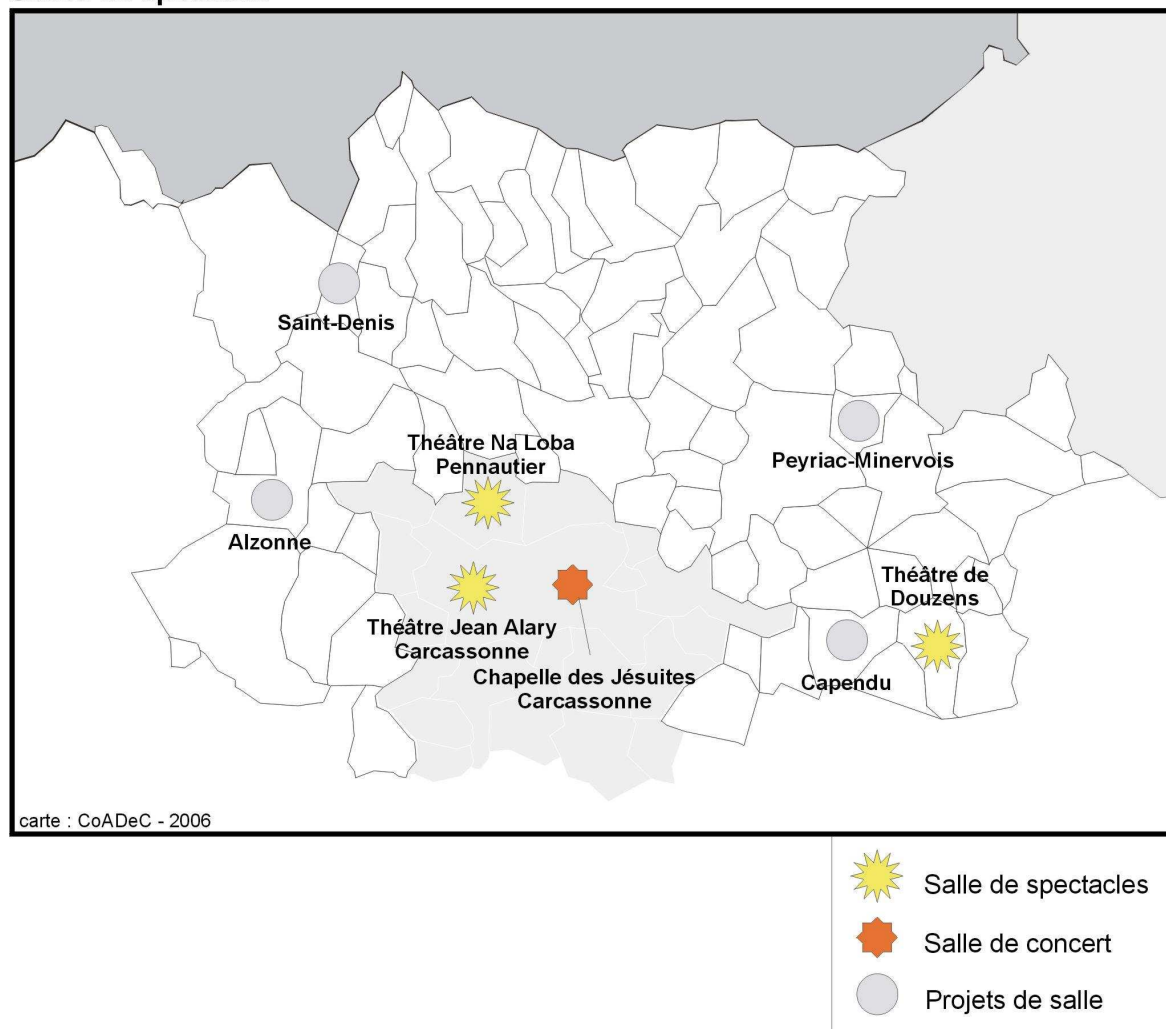 Saint-Denis
Théâtre Na Loba
Pennautier
Peyriac-Minervois
Alzonne
Théâtre de
Douzens
Théâtre Jean Alary
Carcassonne
Chapelle des Jésuites
Carcassonne
Capendu
carte : CoADeC - 2006
Salle de spectacles
Salle de concert
Projets de salle